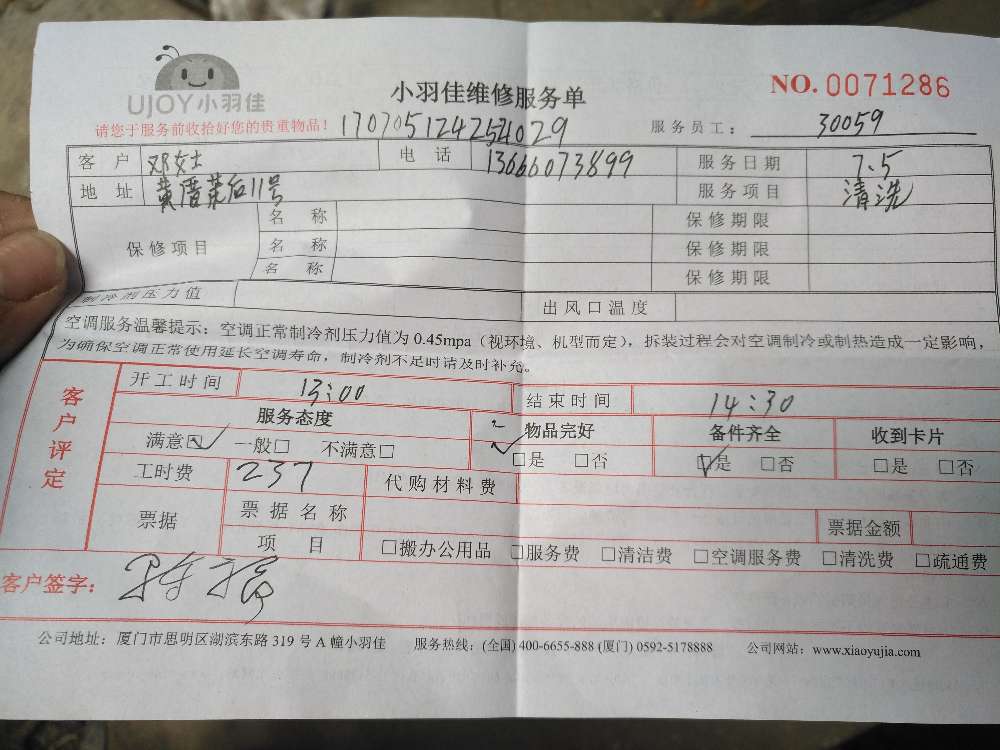 UJOY小羽佳
小羽佳维修服务单
NO.0071286
请您于服务前收拾好您的贵重物品！
170705124254029
服务员工： 30059
客户 邓女士 电话 13666073899 服务日期 7.5
地址 黄厝茂后11号 服务项目 清洗
保修项目 名称 保修期限
名称 保修期限
名称 保修期限
制冷剂压力值 出风口温度
空调服务温馨提示：空调正常制冷剂压力值为 0.45mpa（视环境、机型而定），拆装过程会对空调制冷或制热造成一定影响，
为确保空调正常使用延长空调寿命，制冷剂不足时请及时补充。
客户评定
开工时间 13:00 结束时间 14:30
服务态度 物品完好 备件齐全 收到卡片
满意☑ 一般□ 不满意□ □是 □否 ☑是 □否 □是 □否
工时费 237 代购材料费
票据 票据名称 票据金额
项目 □搬办公用品 □服务费 □清洁费 □空调服务费 □清洗费 □疏通费
客户签字：
公司地址：厦门市思明区湖滨东路 319 号 A 幢小羽佳 服务热线：(全国) 400-6655-888 (厦门) 0592-5178888 公司网站：www.xiaoyujia.com